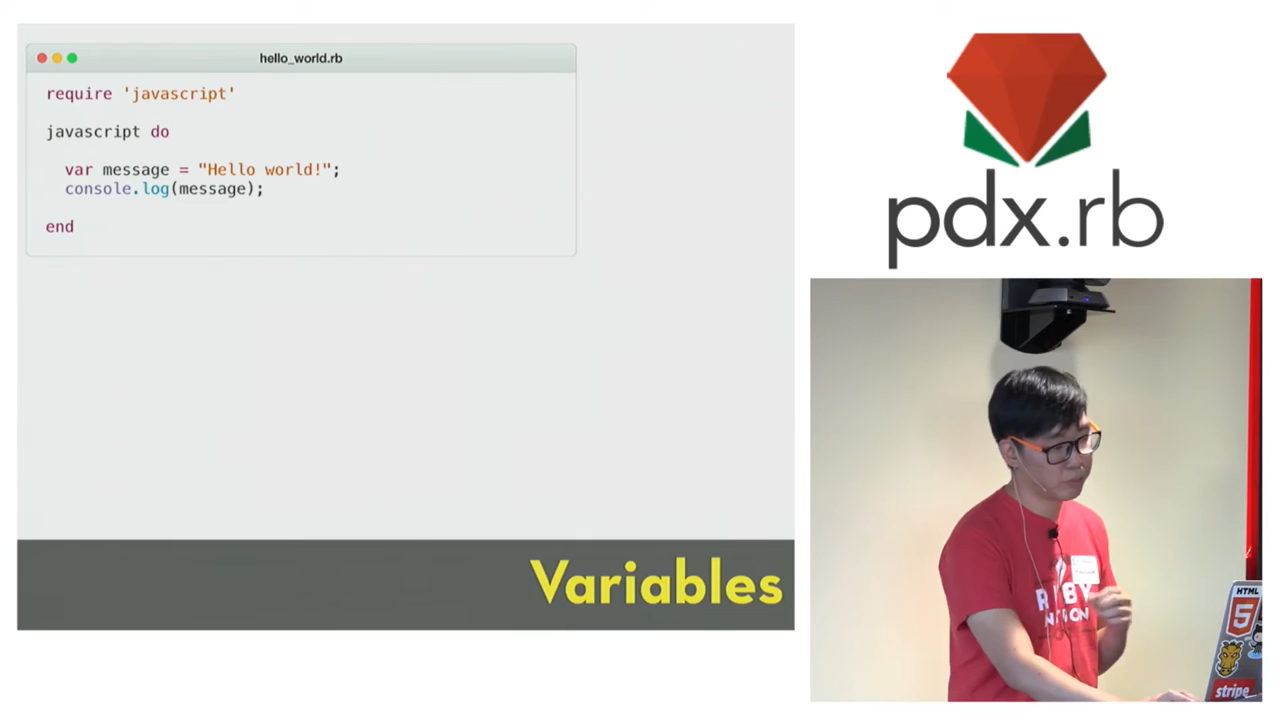 hello_world.rb
require 'javascript'
javascript do
var message = "Hello world!";
console.log(message);
end
Variables
pdx.rb
HTML
5
stripe